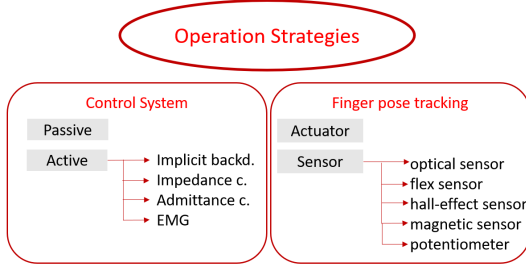 Operation Strategies
Control System
Passive
Active
Implicit backd.
Impedance c.
Admittance c.
EMG
Finger pose tracking
Actuator
Sensor
optical sensor
flex sensor
hall-effect sensor
magnetic sensor
potentiometer